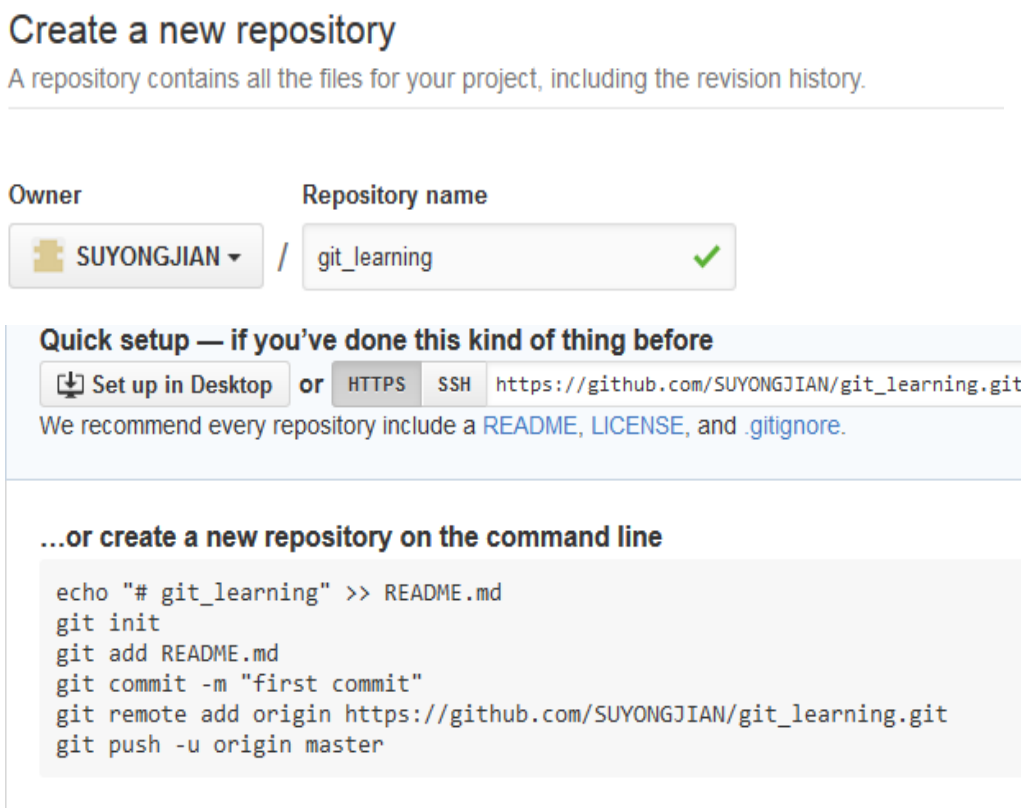 Create a new repository
A repository contains all the files for your project, including the revision history.
Owner Repository name
SUYONGJIAN / git_learning
Quick setup — if you’ve done this kind of thing before
Set up in Desktop or HTTPS SSH https://github.com/SUYONGJIAN/git_learning.git
We recommend every repository include a README, LICENSE, and .gitignore.
…or create a new repository on the command line
echo "# git_learning" >> README.md
git init
git add README.md
git commit -m "first commit"
git remote add origin https://github.com/SUYONGJIAN/git_learning.git
git push -u origin master